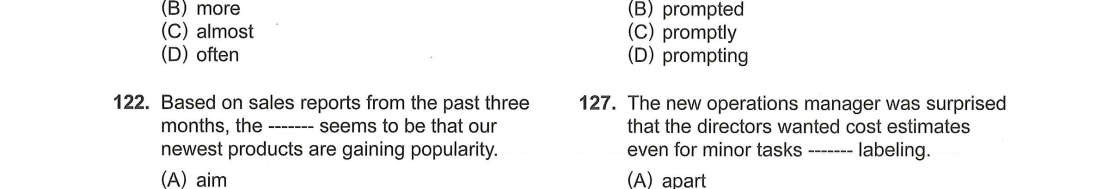 (B) more
(C) almost
(D) often
122. Based on sales reports from the past three
months, the ------- seems to be that our
newest products are gaining popularity.
(A) aim
(B) prompted
(C) promptly
(D) prompting
127. The new operations manager was surprised
that the directors wanted cost estimates
even for minor tasks ------- labeling.
(A) apart